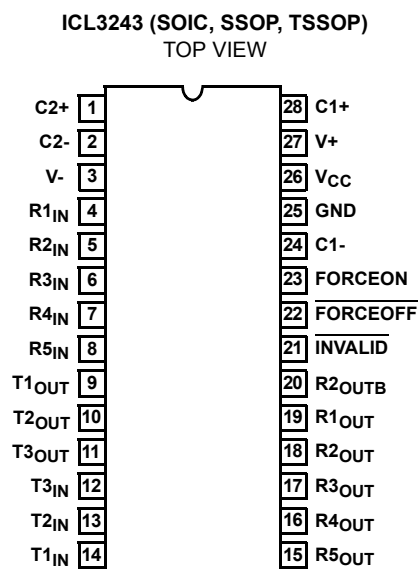 ICL3243 (SOIC, SSOP, TSSOP)
TOP VIEW
C2+ 1 28 C1+
C2- 2 27 V+
V- 3 26 VCC
R1IN 4 25 GND
R2IN 5 24 C1-
R3IN 6 23 FORCEON
R4IN 7 22 FORCEOFF
R5IN 8 21 INVALID
T1OUT 9 20 R2OUTB
T2OUT 10 19 R1OUT
T3OUT 11 18 R2OUT
T3IN 12 17 R3OUT
T2IN 13 16 R4OUT
T1IN 14 15 R5OUT